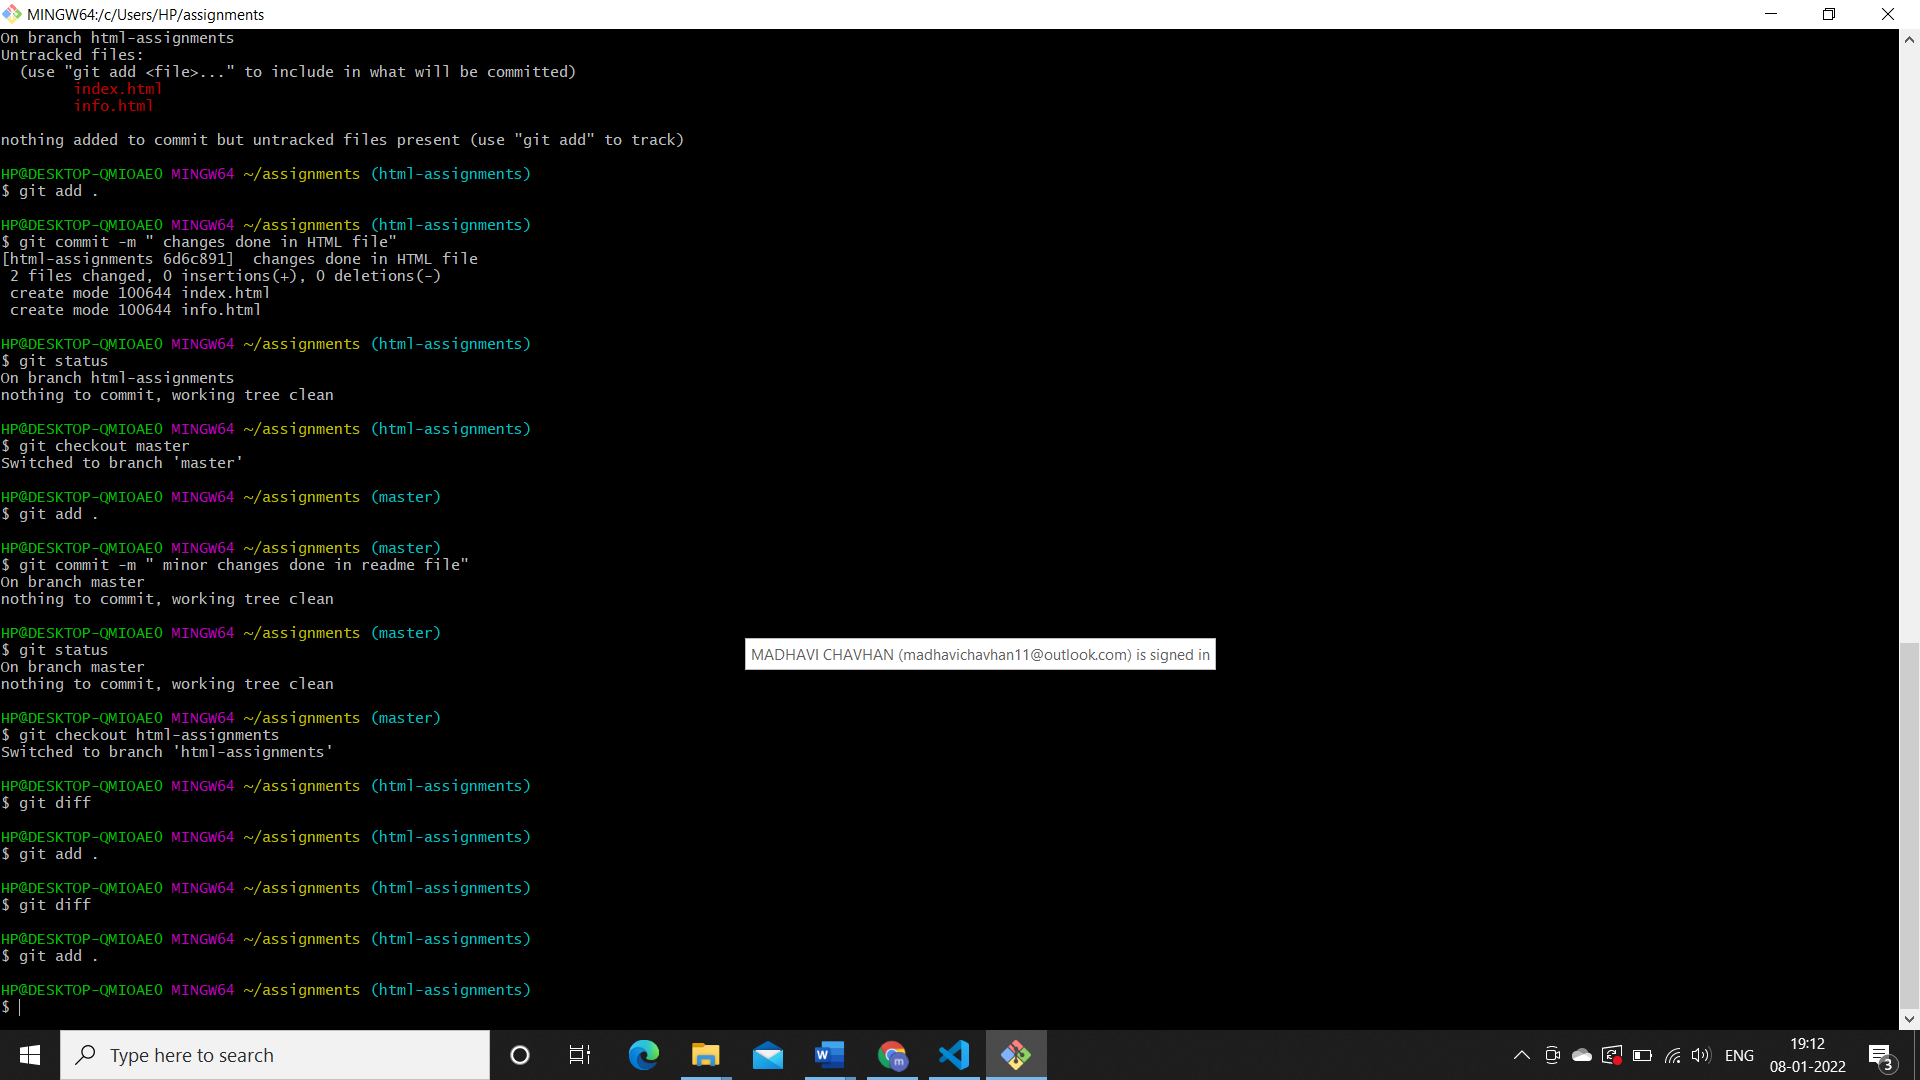 MINGW64:/c/Users/HP/assignments
On branch html-assignments
Untracked files:
  (use "git add <file>..." to include in what will be committed)
        index.html
        info.html

nothing added to commit but untracked files present (use "git add" to track)

HP@DESKTOP-QMIOAEO MINGW64 ~/assignments (html-assignments)
$ git add .

HP@DESKTOP-QMIOAEO MINGW64 ~/assignments (html-assignments)
$ git commit -m " changes done in HTML file"
[html-assignments 6d6c891]  changes done in HTML file
 2 files changed, 0 insertions(+), 0 deletions(-)
 create mode 100644 index.html
 create mode 100644 info.html

HP@DESKTOP-QMIOAEO MINGW64 ~/assignments (html-assignments)
$ git status
On branch html-assignments
nothing to commit, working tree clean

HP@DESKTOP-QMIOAEO MINGW64 ~/assignments (html-assignments)
$ git checkout master
Switched to branch 'master'

HP@DESKTOP-QMIOAEO MINGW64 ~/assignments (master)
$ git add .

HP@DESKTOP-QMIOAEO MINGW64 ~/assignments (master)
$ git commit -m " minor changes done in readme file"
On branch master
nothing to commit, working tree clean

HP@DESKTOP-QMIOAEO MINGW64 ~/assignments (master)
$ git status
On branch master
nothing to commit, working tree clean
MADHAVI CHAVHAN (madhavichavhan11@outlook.com) is signed in

HP@DESKTOP-QMIOAEO MINGW64 ~/assignments (master)
$ git checkout html-assignments
Switched to branch 'html-assignments'

HP@DESKTOP-QMIOAEO MINGW64 ~/assignments (html-assignments)
$ git diff

HP@DESKTOP-QMIOAEO MINGW64 ~/assignments (html-assignments)
$ git add .

HP@DESKTOP-QMIOAEO MINGW64 ~/assignments (html-assignments)
$ git diff

HP@DESKTOP-QMIOAEO MINGW64 ~/assignments (html-assignments)
$ git add .

HP@DESKTOP-QMIOAEO MINGW64 ~/assignments (html-assignments)
$
Type here to search
W
m
ENG
19:12
08-01-2022
3